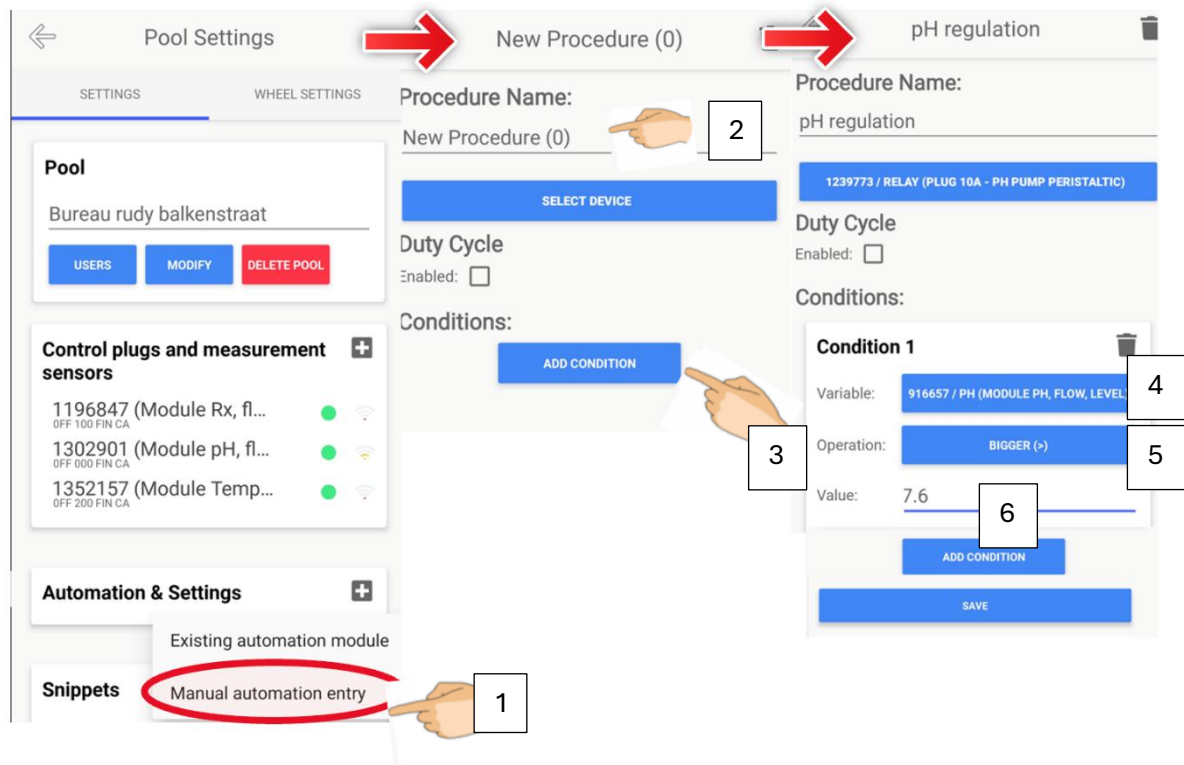 Pool Settings
SETTINGS
WHEEL SETTINGS
Pool
Bureau rudy balkenstraat
USERS
MODIFY
DELETE POOL
Control plugs and measurement
sensors
1196847 (Module Rx, fl...
0FF 100 FIN CA
1302901 (Module pH, fl...
0FF 000 FIN CA
1352157 (Module Temp...
0FF 200 FIN CA
Automation & Settings
Existing automation module
Snippets
Manual automation entry
1
New Procedure (0)
Procedure Name:
New Procedure (0)
2
SELECT DEVICE
Duty Cycle
Enabled:
Conditions:
ADD CONDITION
3
pH regulation
Procedure Name:
pH regulation
1239773 / RELAY (PLUG 10A - PH PUMP PERISTALTIC)
Duty Cycle
Enabled:
Conditions:
Condition 1
Variable:
916657 / PH (MODULE PH, FLOW, LEVEL)
4
Operation:
BIGGER (>)
5
Value:
7.6
6
ADD CONDITION
SAVE